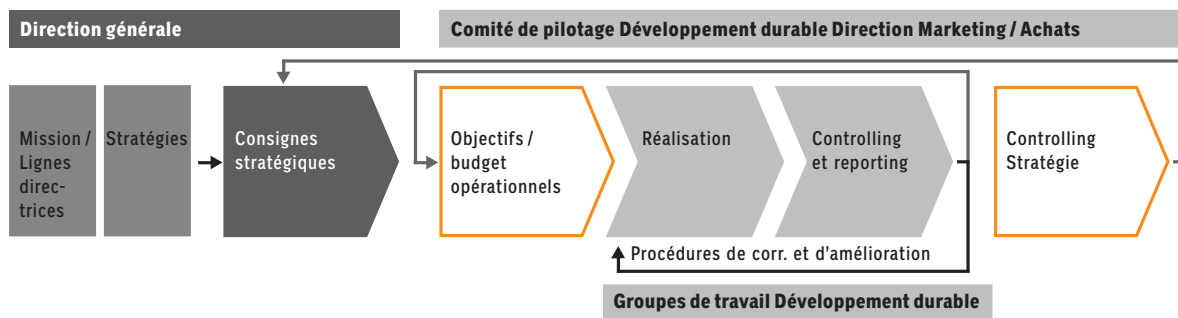 Direction générale
Comité de pilotage Développement durable Direction Marketing / Achats
Mission /
Lignes
direc-
trices
Stratégies
Consignes
stratégiques
Objectifs /
budget
opérationnels
Réalisation
Controlling
et reporting
Controlling
Stratégie
Procédures de corr. et d'amélioration
Groupes de travail Développement durable